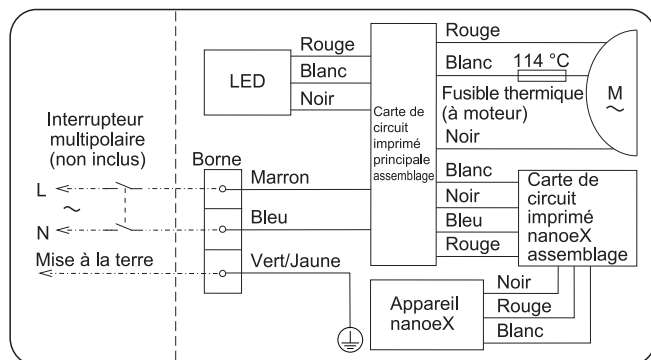 Interrupteur
multipolaire
(non inclus)
L
~
N
Mise à la terre
Borne
LED
Rouge
Blanc
Noir
Marron
Bleu
Vert/Jaune
Carte de
circuit
imprimé
principale
assemblage
Rouge
Blanc
114 °C
Fusible thermique
(à moteur)
Noir
M
~
Blanc
Noir
Bleu
Rouge
Carte de
circuit
imprimé
nanoeX
assemblage
Appareil
nanoeX
Noir
Rouge
Blanc